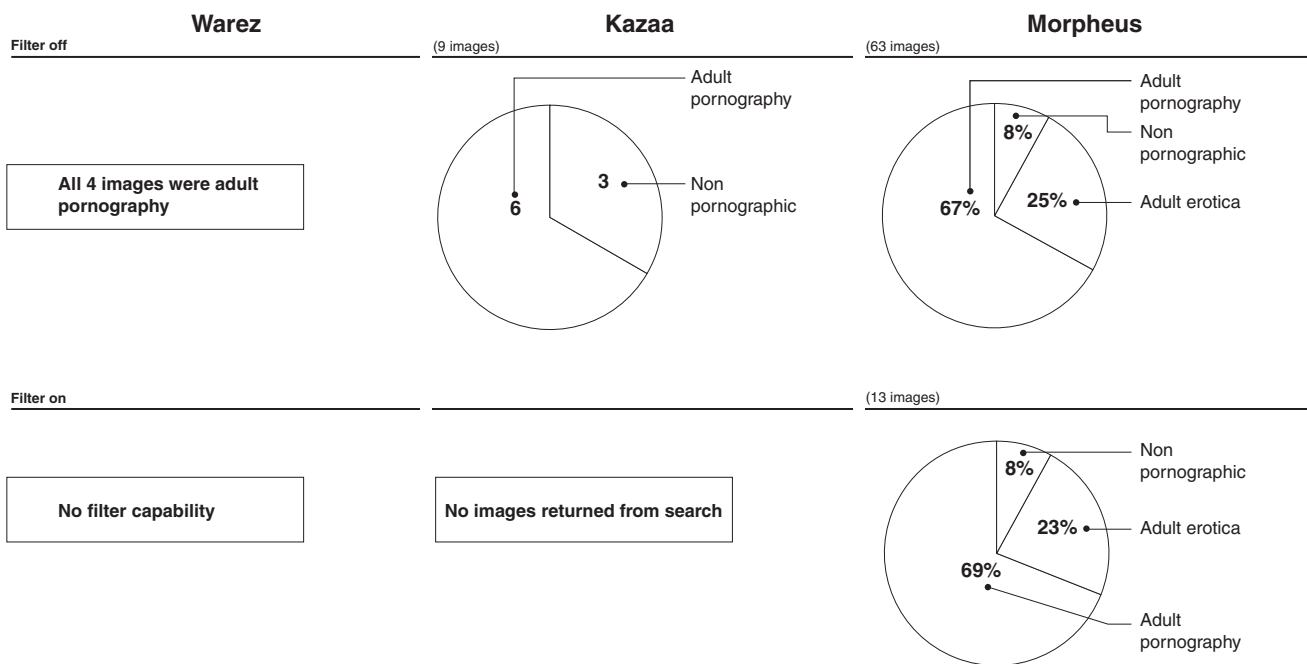 Warez
Kazaa
Morpheus
Filter off
(9 images)
(63 images)
All 4 images were adult
pornography
Adult
pornography
6
3
Non
pornographic
Adult
pornography
8%
Non
pornographic
67%
25%
Adult erotica
Filter on
(13 images)
No filter capability
No images returned from search
Non
pornographic
8%
23%
Adult erotica
69%
Adult
pornography